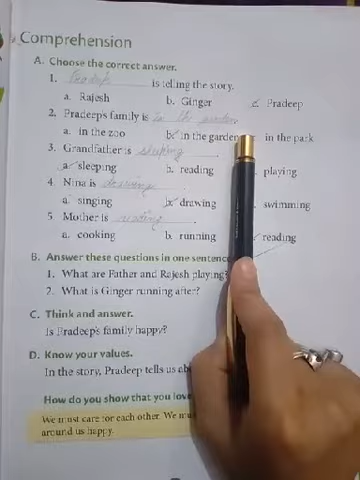 Comprehension
A. Choose the correct answer.
1. Pradeep is telling the story.
a. Rajesh b. Ginger c. Pradeep
2. Pradeep's family is in the garden.
a. in the zoo b. in the garden in the park
3. Grandfather is sleeping.
a. sleeping b. reading playing
4. Nina is drawing.
a. singing b. drawing swimming
5. Mother is reading.
a. cooking b. running reading
B. Answer these questions in one sentence
1. What are Father and Rajesh playing?
2. What is Ginger running after?
C. Think and answer.
Is Pradeep's family happy?
D. Know your values.
In the story, Pradeep tells us
How do you show that you love
We must care for each other. We
around us happy.